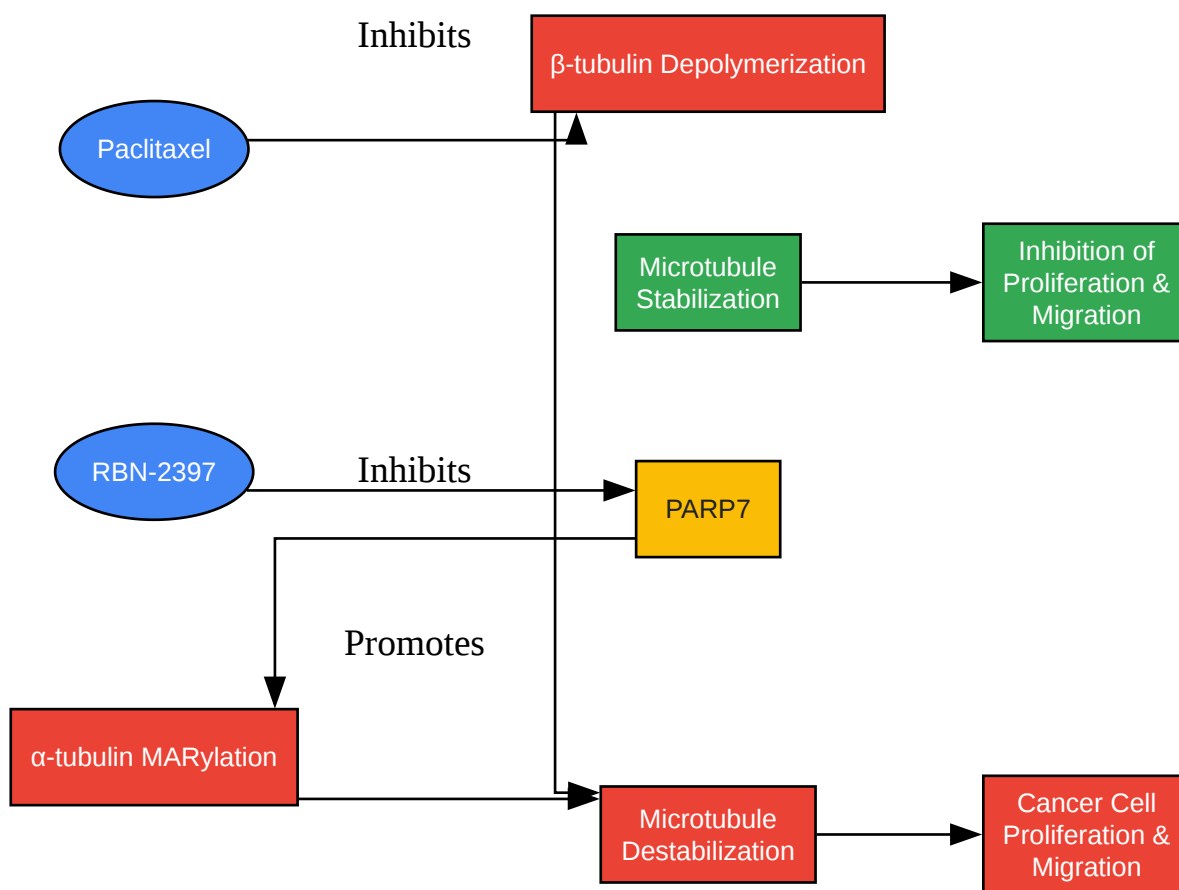 Inhibits
β-tubulin Depolymerization
Paclitaxel
Microtubule
Stabilization
Inhibition of
Proliferation &
Migration
RBN-2397
Inhibits
PARP7
Promotes
α-tubulin MARylation
Microtubule
Destabilization
Cancer Cell
Proliferation &
Migration